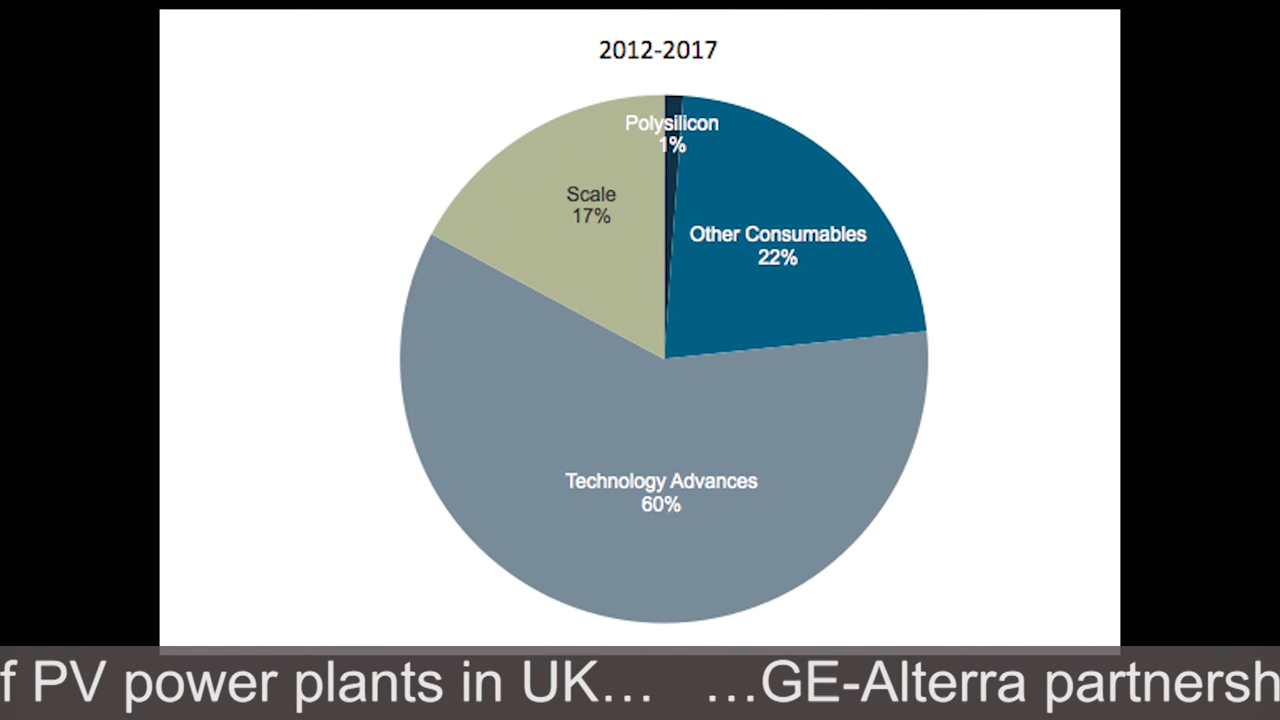 2012-2017
Polysilicon
1%
Scale
17%
Other Consumables
22%
Technology Advances
60%
f PV power plants in UK… …GE-Alterra partnersh